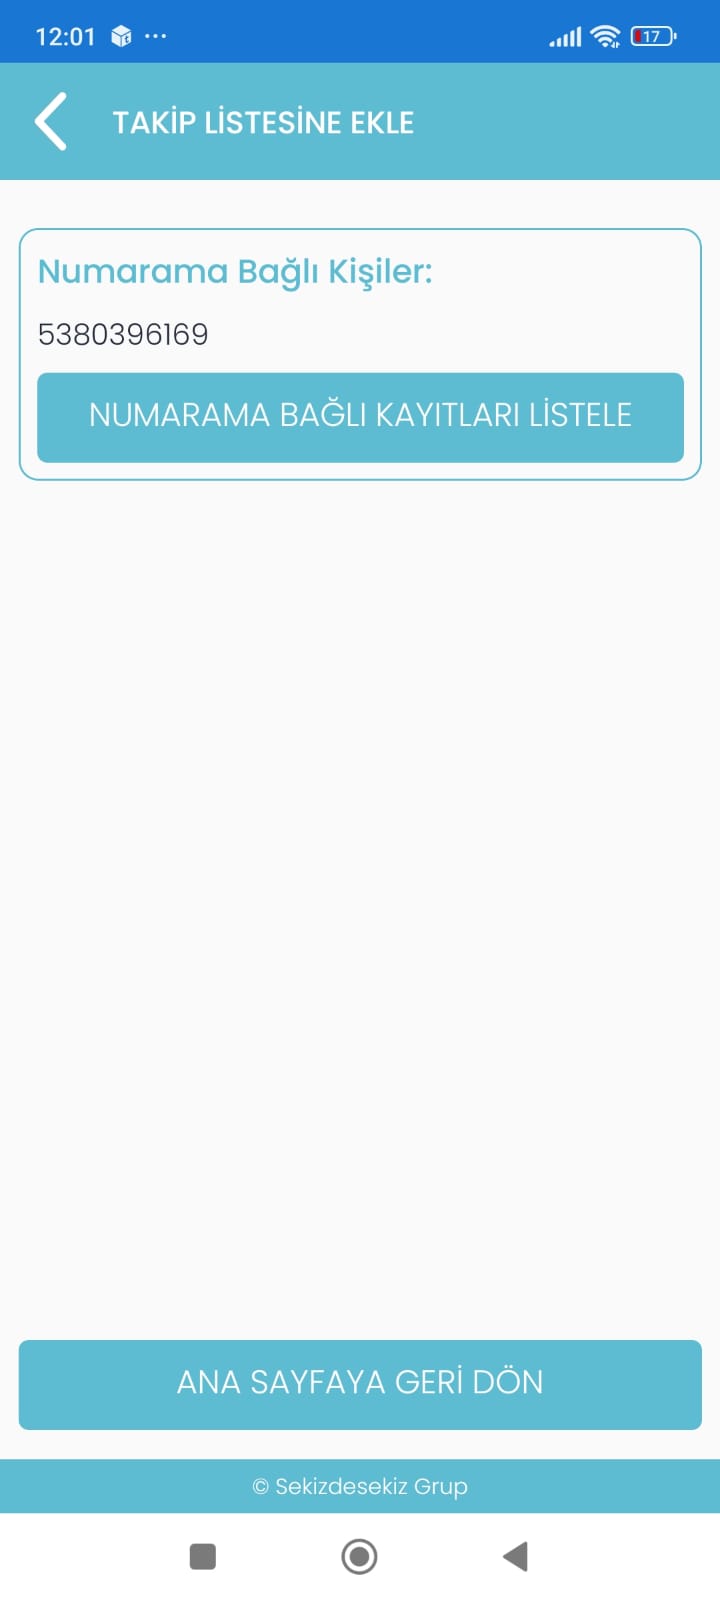 12:01
17
TAKİP LİSTESİNE EKLE
Numarama Bağlı Kişiler:
5380396169
NUMARAMA BAĞLI KAYITLARI LİSTELE
ANA SAYFAYA GERİ DÖN
© Sekizdesekiz Grup